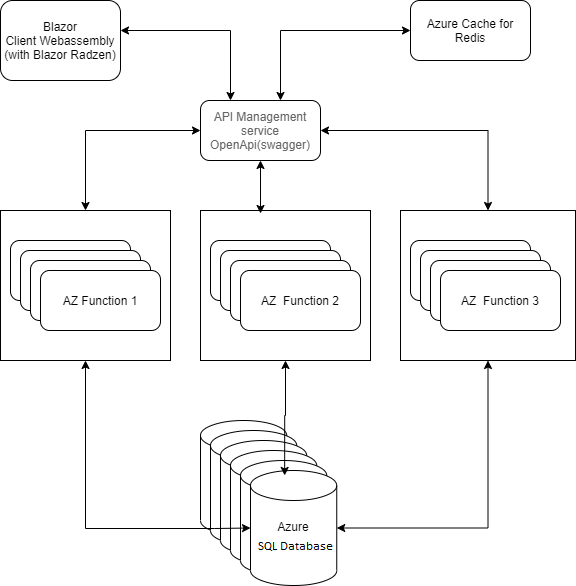 Blazor
Client Webassembly
(with Blazor Radzen)
Azure Cache for
Redis
API Management
service
OpenApi(swagger)
AZ Function 1
AZ Function 2
AZ Function 3
Azure
SQL Database